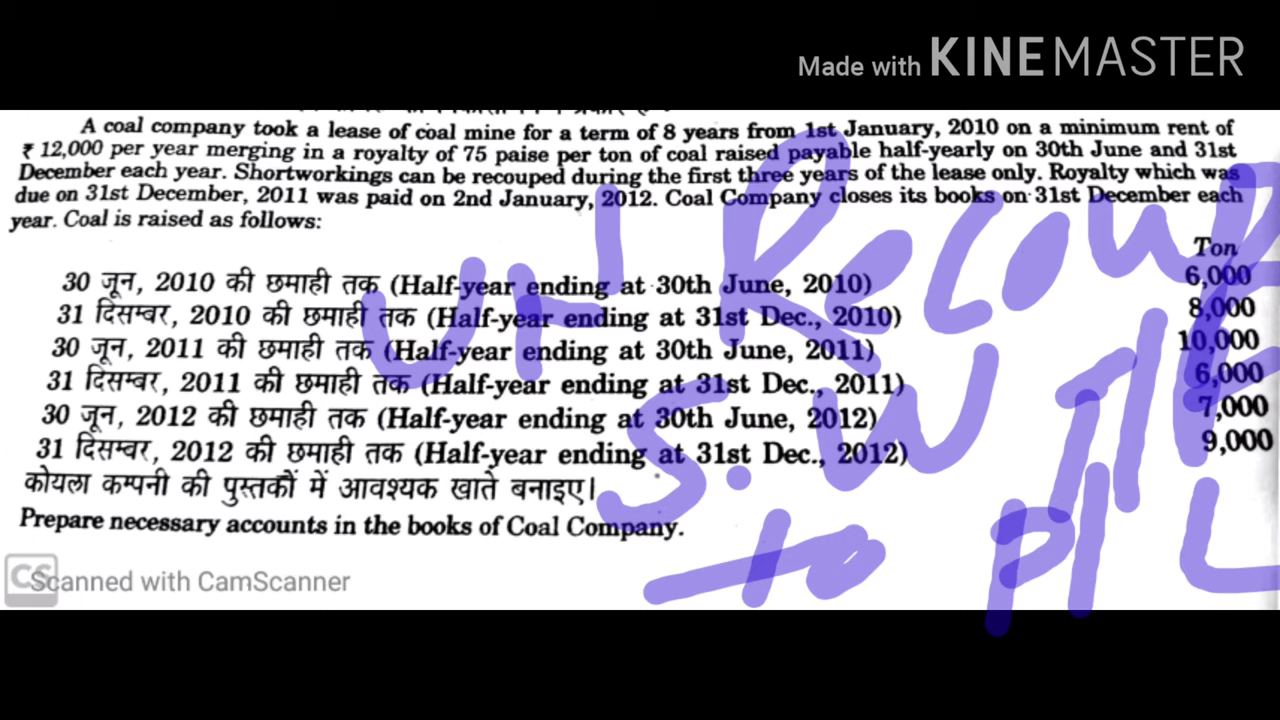 Made with KINEMASTER
A coal company took a lease of coal mine for a term of 8 years from 1st January, 2010 on a minimum rent of
₹ 12,000 per year merging in a royalty of 75 paise per ton of coal raised payable half-yearly on 30th June and 31st
December each year. Shortworkings can be recouped during the first three years of the lease only. Royalty which was
due on 31st December, 2011 was paid on 2nd January, 2012. Coal Company closes its books on 31st December each
year. Coal is raised as follows:
Ton
30 जून, 2010 की छमाही तक (Half-year ending at 30th June, 2010) 6,000
31 दिसम्बर, 2010 की छमाही तक (Half-year ending at 31st Dec., 2010) 8,000
30 जून, 2011 की छमाही तक (Half-year ending at 30th June, 2011) 10,000
31 दिसम्बर, 2011 की छमाही तक (Half-year ending at 31st Dec., 2011) 6,000
30 जून, 2012 की छमाही तक (Half-year ending at 30th June, 2012) 7,000
31 दिसम्बर, 2012 की छमाही तक (Half-year ending at 31st Dec., 2012) 9,000
कोयला कम्पनी की पुस्तकों में आवश्यक खाते बनाइए।
Prepare necessary accounts in the books of Coal Company.
S.W
to P/L
CS Scanned with CamScanner